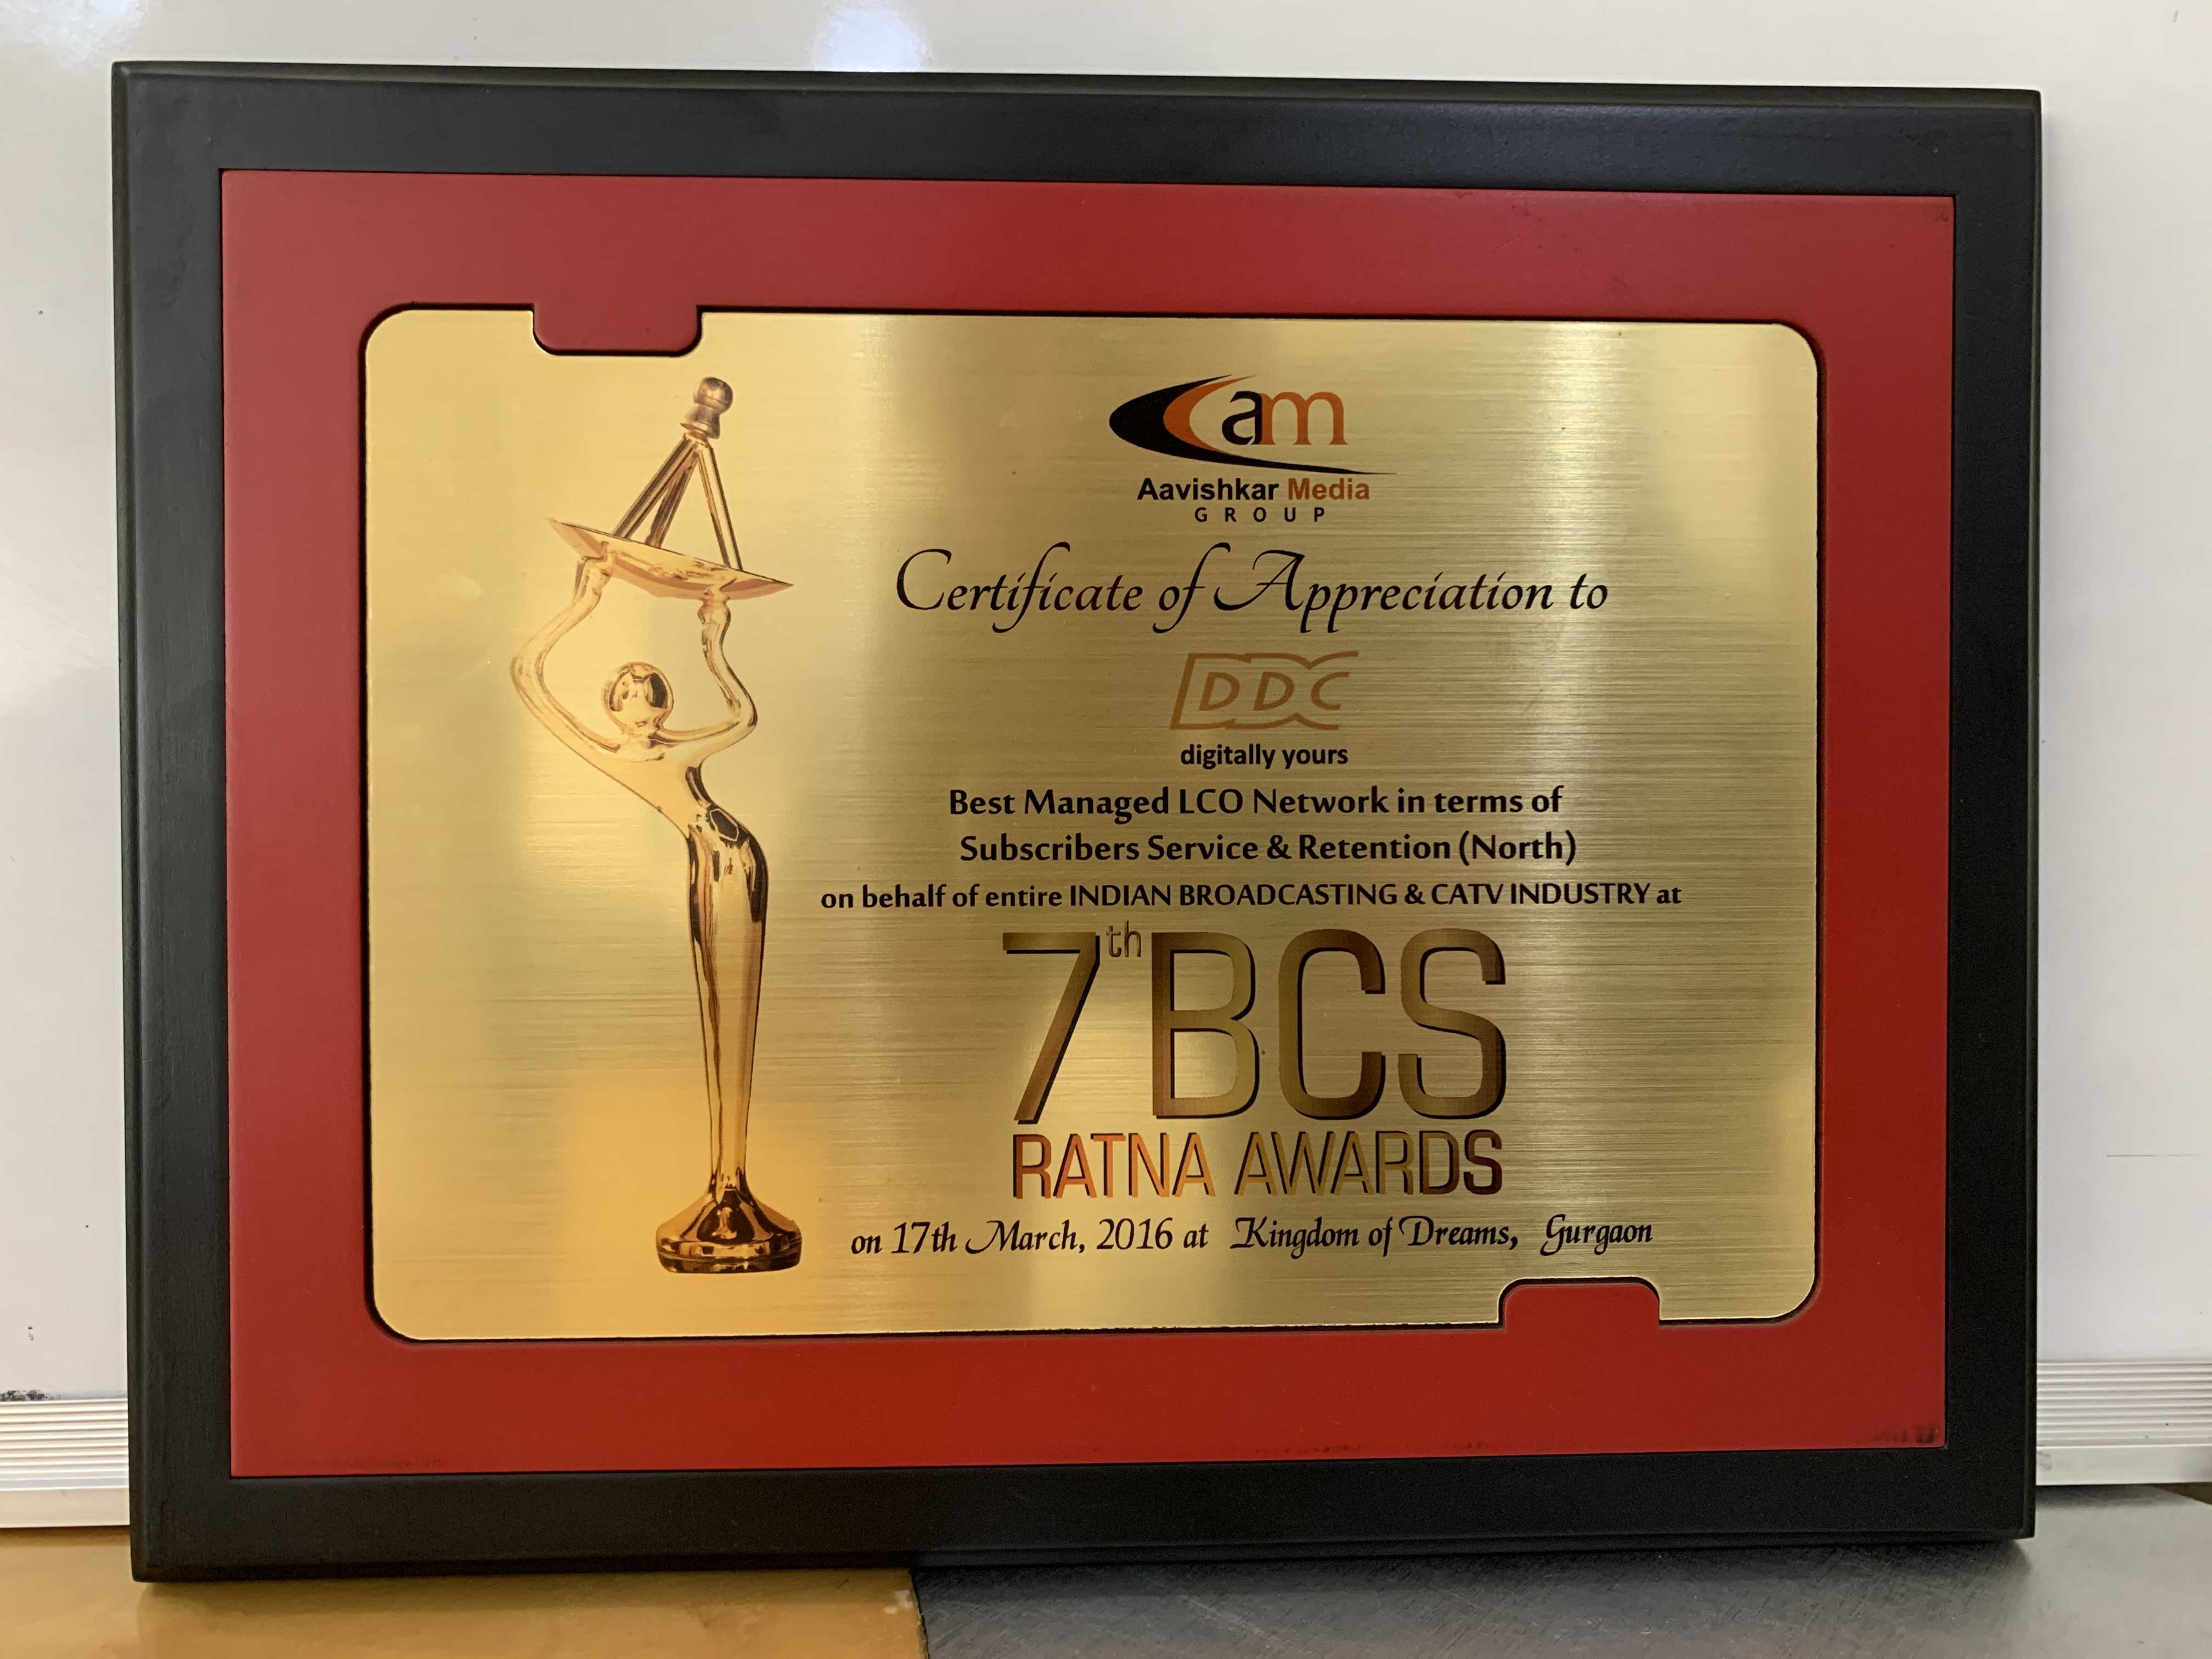 am
Aavishkar Media
GROUP
Certificate of Appreciation to
DDC
digitally yours
Best Managed LCO Network in terms of
Subscribers Service & Retention (North)
on behalf of entire INDIAN BROADCASTING & CATV INDUSTRY at
7th BCS
RATNA AWARDS
on 17th March, 2016 at Kingdom of Dreams, Gurgaon